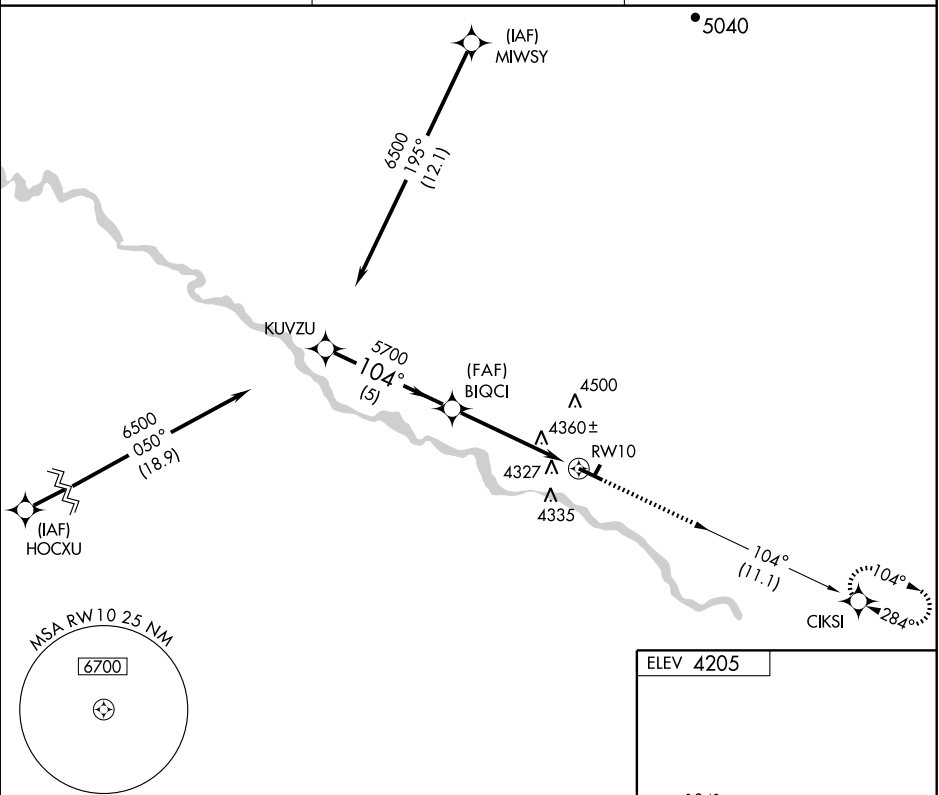 5040
(IAF)
MIWSY
6500
195°
(12.1)
KUVZU
5700
104°
(5)
(FAF)
BIQCI
4500
4360±
RW10
4327
4335
6500
050°
(18.9)
(IAF)
HOCXU
104°
(11.1)
104°
284°
CIKSI
MSA RW10 25 NM
6700
ELEV 4205